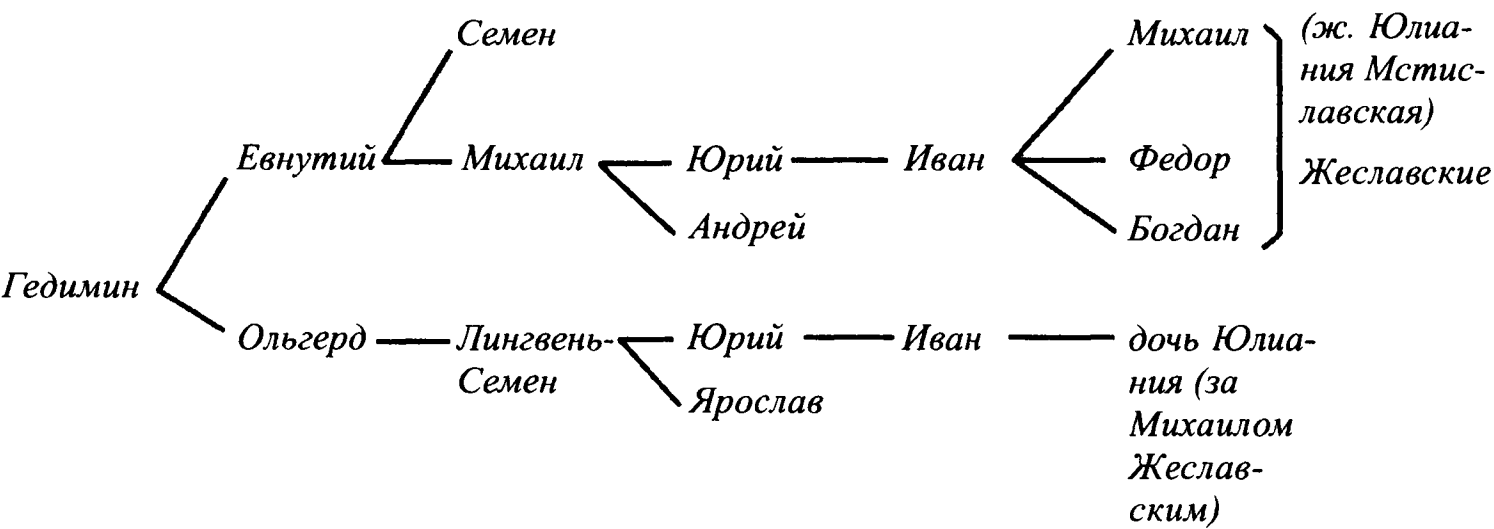 Семен
Михаил
(ж. Юлиа-
ния Мстис-
лавская)
Евнутий
Михаил
Юрий
Иван
Федор
Жеславские
Андрей
Богдан
Гедимин
Ольгерд
Лингвень-
Семен
Юрий
Иван
дочь Юлиа-
ния (за
Михаилом
Жеслав-
ским)
Ярослав